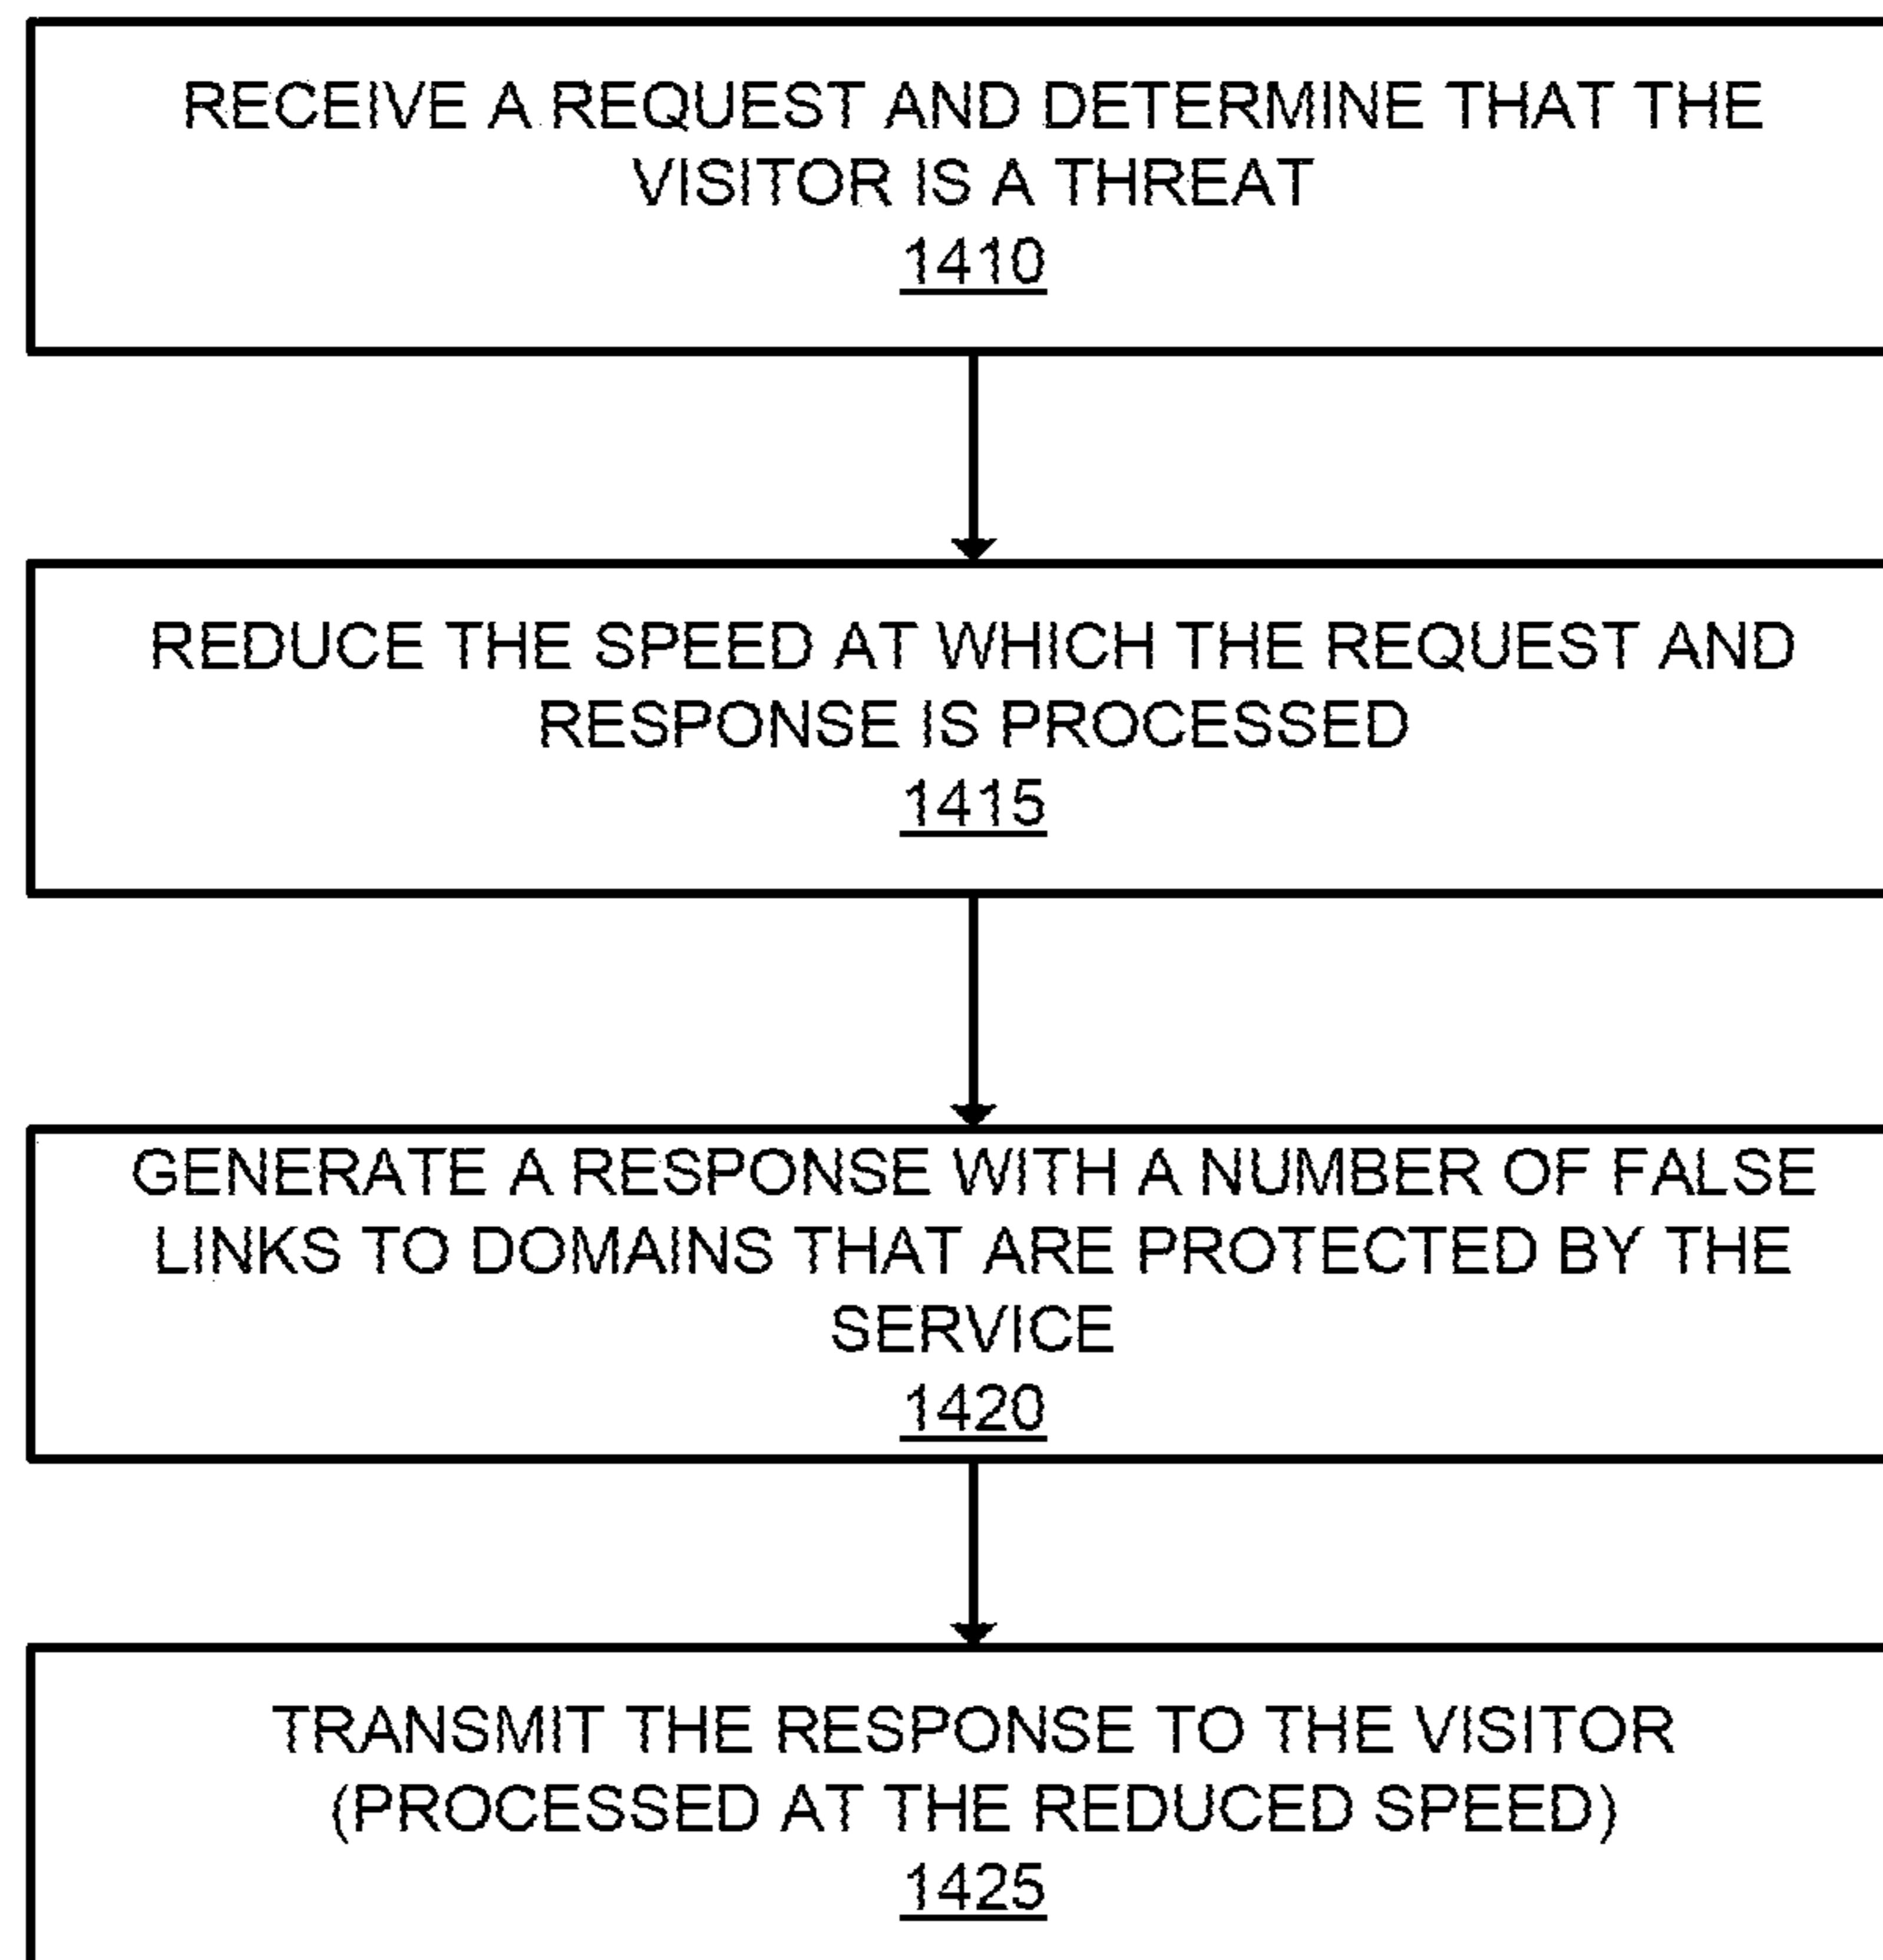 RECEIVE A REQUEST AND DETERMINE THAT THE
VISITOR IS A THREAT
1410
REDUCE THE SPEED AT WHICH THE REQUEST AND
RESPONSE IS PROCESSED
1415
GENERATE A RESPONSE WITH A NUMBER OF FALSE
LINKS TO DOMAINS THAT ARE PROTECTED BY THE
SERVICE
1420
TRANSMIT THE RESPONSE TO THE VISITOR
(PROCESSED AT THE REDUCED SPEED)
1425